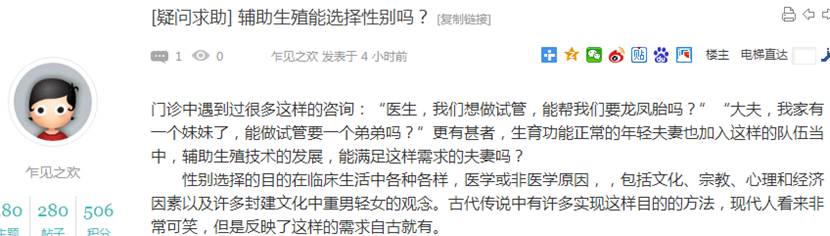 [疑问求助] 辅助生殖能选择性别吗？ [复制链接]
1 0 乍见之欢 发表于 4 小时前 楼主 电梯直达
门诊中遇到过很多这样的咨询：“医生，我们想做试管，能帮我们要龙凤胎吗？”“大夫，我家有
一个妹妹了，能做试管要一个弟弟吗？”更有甚者，生育功能正常的年轻夫妻也加入这样的队伍当
中，辅助生殖技术的发展，能满足这样需求的夫妻吗？
性别选择的目的在临床生活中各种各样，医学或非医学原因，，包括文化、宗教、心理和经济
因素以及许多封建文化中重男轻女的观念。古代传说中有许多实现这样目的的方法，现代人看来非
常可笑，但是反映了这样的需求自古就有。
乍见之欢
280 506
帖子 积分